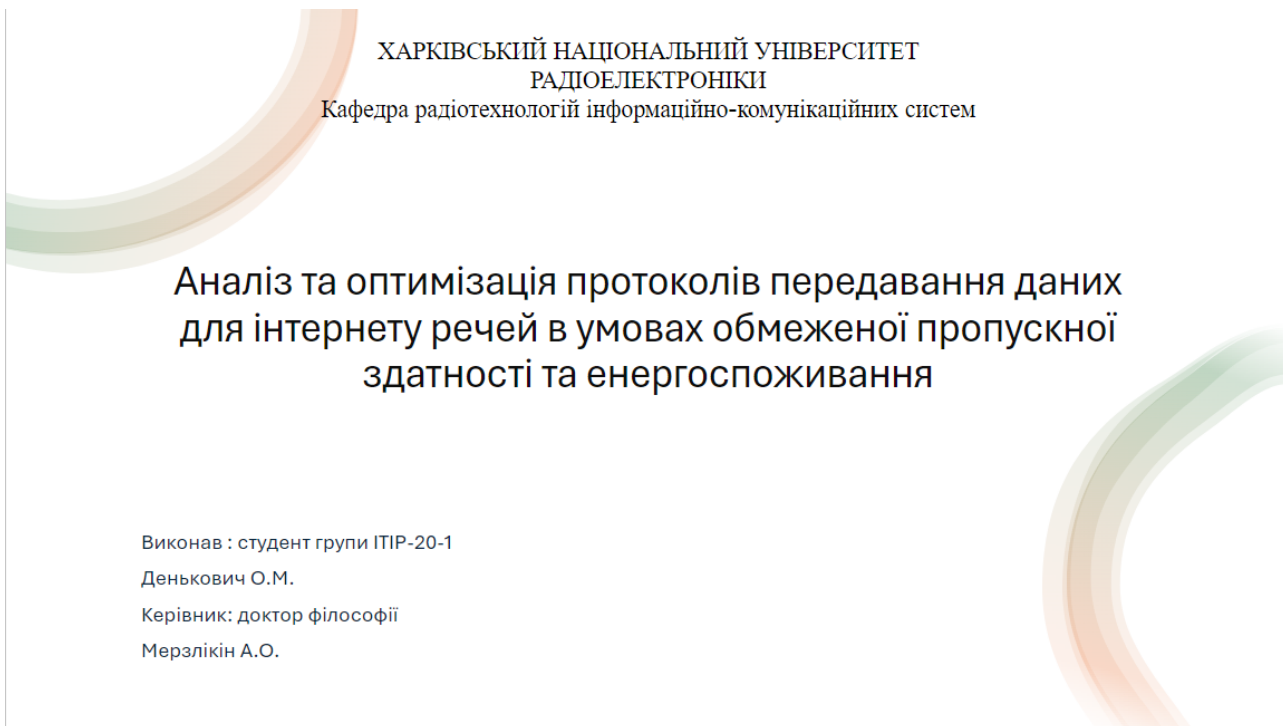 ХАРКІВСЬКИЙ НАЦІОНАЛЬНИЙ УНІВЕРСИТЕТ
РАДІОЕЛЕКТРОНІКИ
Кафедра радіотехнологій інформаційно-комунікаційних систем
Аналіз та оптимізація протоколів передавання даних
для інтернету речей в умовах обмеженої пропускної
здатності та енергоспоживання
Виконав : студент групи ІТІР-20-1
Денькович О.М.
Керівник: доктор філософії
Мерзлікін А.О.